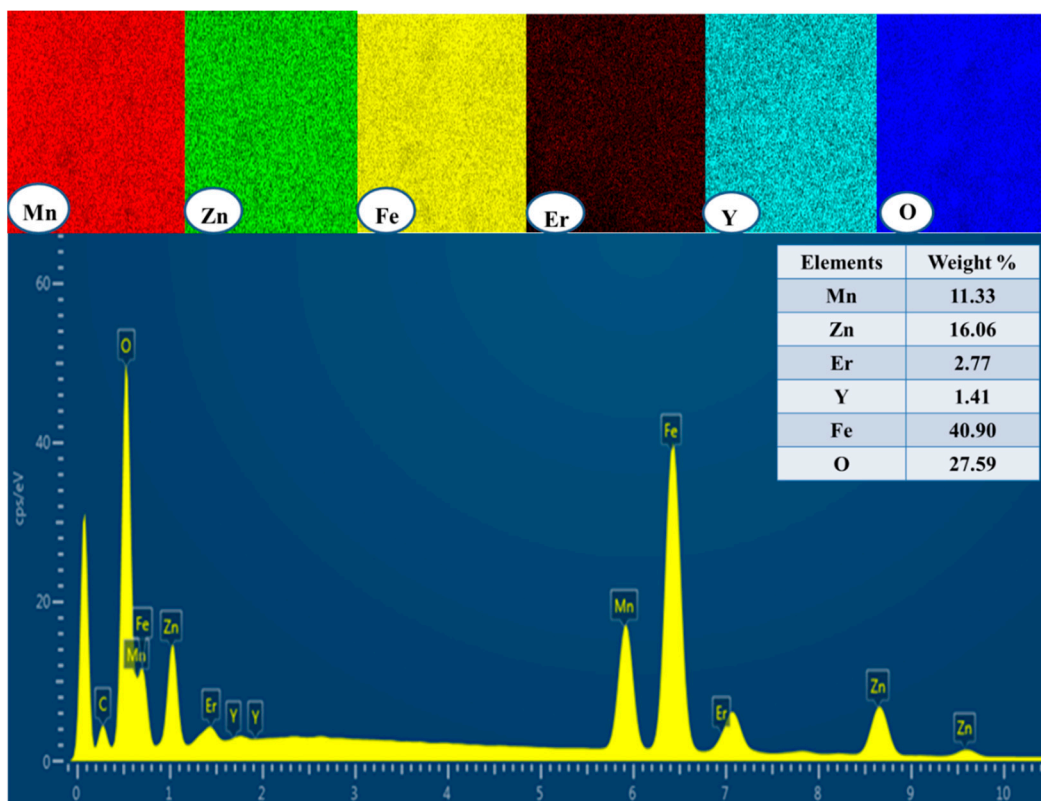 Mn Zn Fe Er Y O
Elements Weight %
Mn 11.33
Zn 16.06
Er 2.77
Y 1.41
Fe 40.90
O 27.59
60
40
20
0
cps/eV
O
Fe
Mn
Zn
C
Er
Y
Y
Mn
Fe
Er
Zn
Zn
0 1 2 3 4 5 6 7 8 9 10